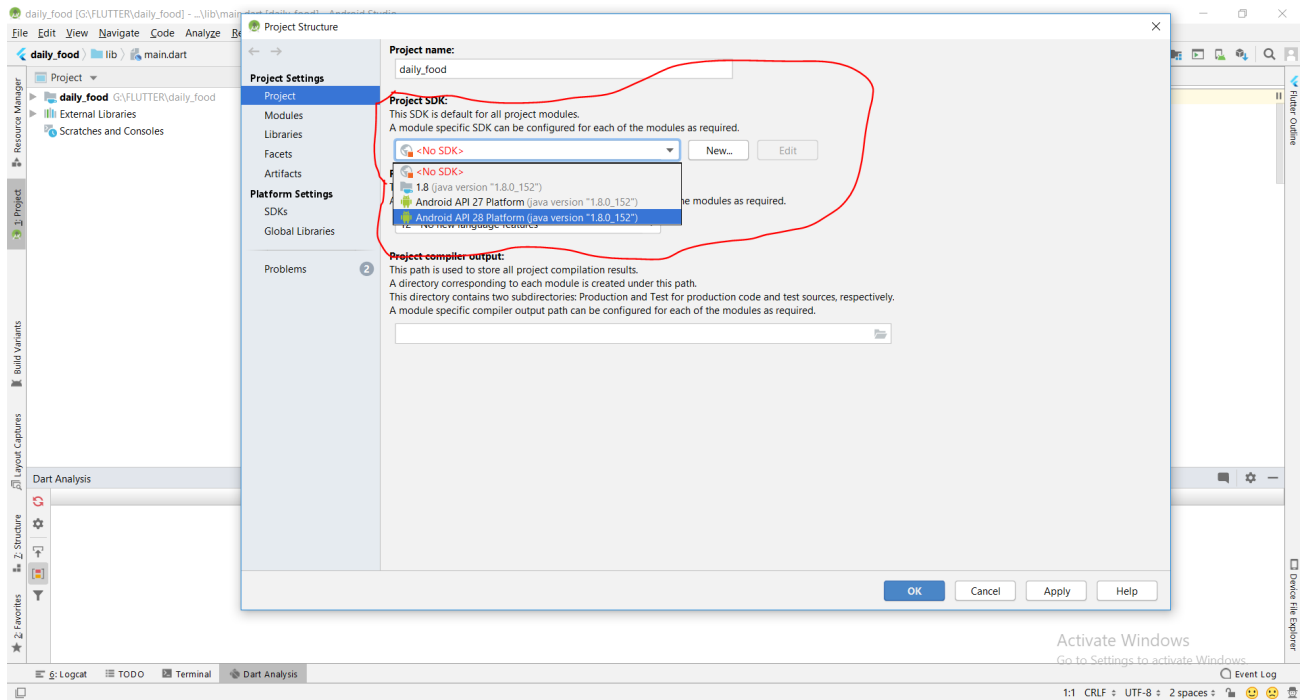 daily_food [G:\FLUTTER\daily_food] - ...\lib\main.dart [daily_food] - Android Studio
File Edit View Navigate Code Analyze Re
daily_food lib main.dart
Project
daily_food G:\FLUTTER\daily_food
External Libraries
Scratches and Consoles
Resource Manager
1: Project
Build Variants
Layout Captures
7: Structure
2: Favorites
Project Structure
Project Settings
Project
Modules
Libraries
Facets
Artifacts
Platform Settings
SDKs
Global Libraries
Problems 2
Project name:
daily_food
Project SDK:
This SDK is default for all project modules.
A module specific SDK can be configured for each of the modules as required.
<No SDK> New... Edit
<No SDK>
1.8 (java version "1.8.0_152")
Android API 27 Platform (java version "1.8.0_152") he modules as required.
Android API 28 Platform (java version "1.8.0_152")
12 - No new language features
Project compiler output:
This path is used to store all project compilation results.
A directory corresponding to each module is created under this path.
This directory contains two subdirectories: Production and Test for production code and test sources, respectively.
A module specific compiler output path can be configured for each of the modules as required.
OK Cancel Apply Help
Flutter Outline
Device File Explorer
Dart Analysis
Activate Windows
Go to Settings to activate Windows.
6: Logcat TODO Terminal Dart Analysis Event Log
1:1 CRLF UTF-8 2 spaces